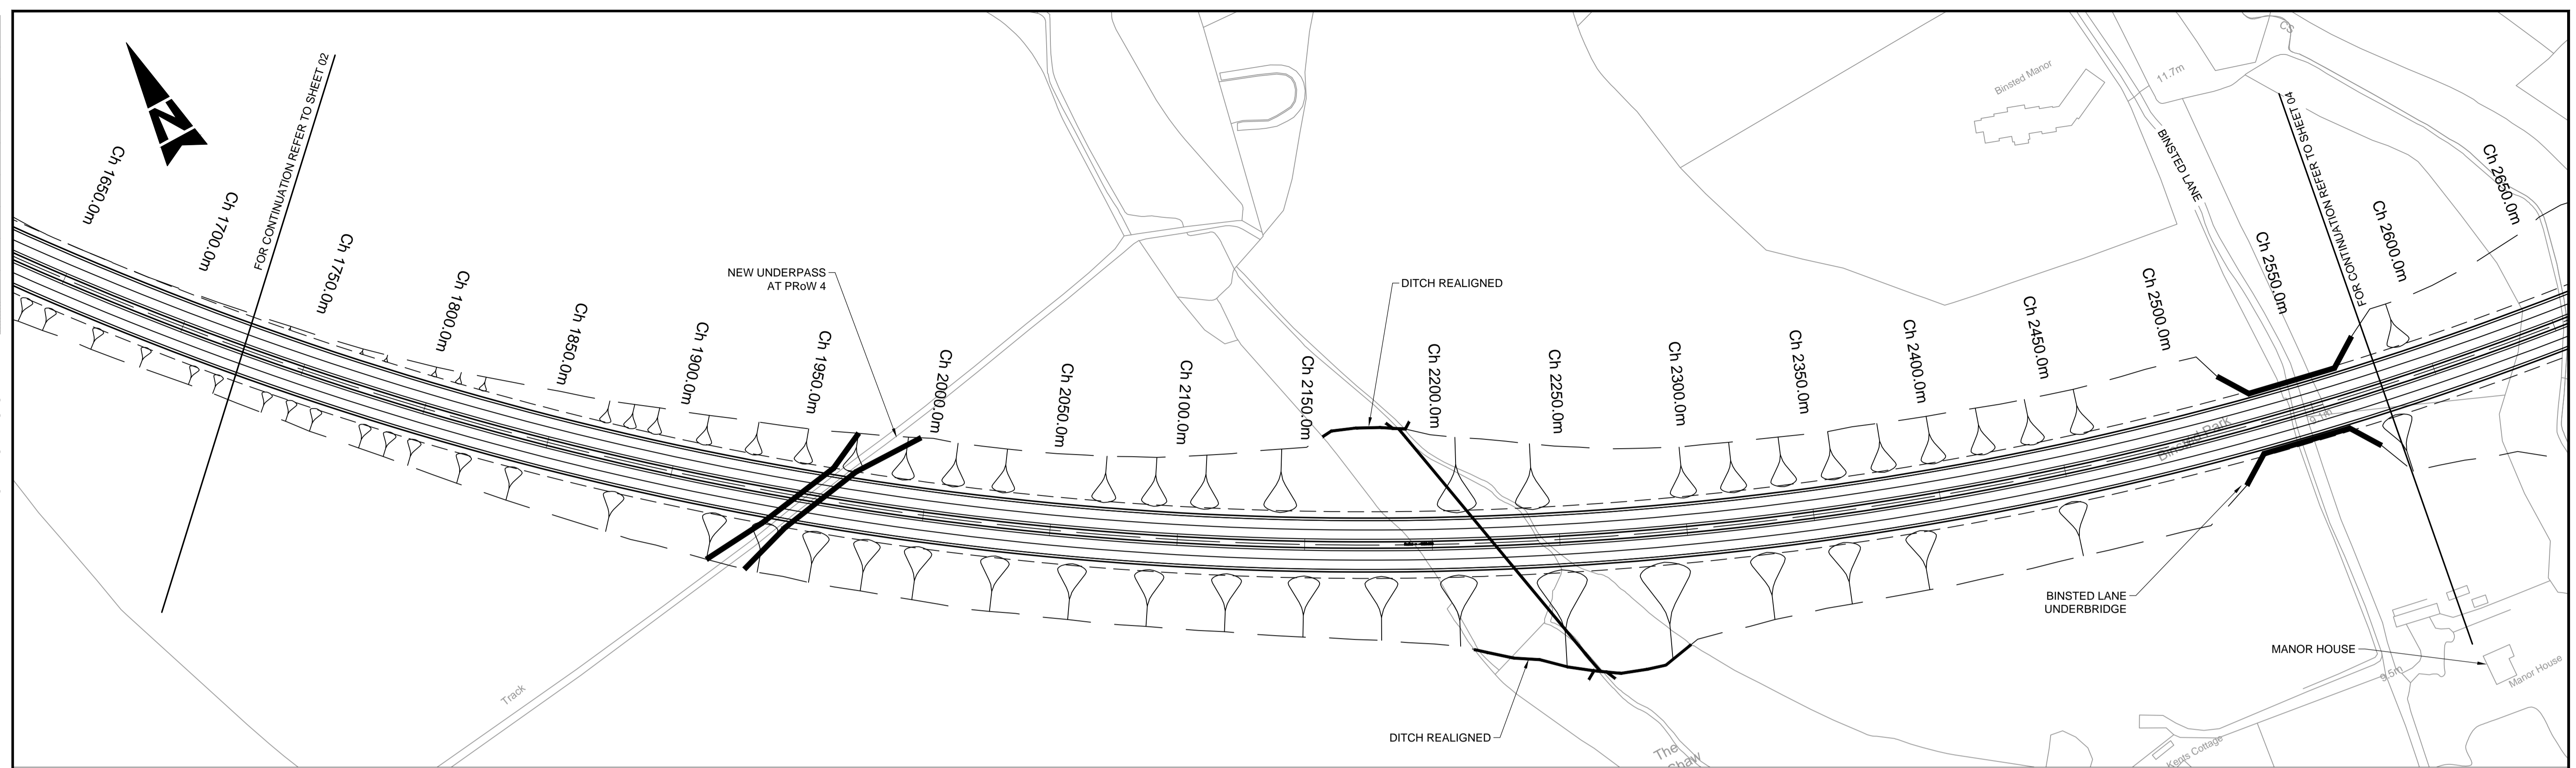 N
FOR CONTINUATION REFER TO SHEET 02
Ch 1650.0m
Ch 1700.0m
Ch 1750.0m
Ch 1800.0m
Ch 1850.0m
Ch 1900.0m
Ch 1950.0m
Ch 2000.0m
Ch 2050.0m
Ch 2100.0m
Ch 2150.0m
Ch 2200.0m
Ch 2250.0m
Ch 2300.0m
Ch 2350.0m
Ch 2400.0m
Ch 2450.0m
Ch 2500.0m
Ch 2550.0m
Ch 2600.0m
Ch 2650.0m
NEW UNDERPASS
AT PRoW 4
DITCH REALIGNED
Binsted Manor
11.7m
CS
BINSTED LANE
FOR CONTINUATION REFER TO SHEET 04
Binsted Park
9.1m
BINSTED LANE
UNDERBRIDGE
MANOR HOUSE
Manor House
9.5m
Kents Cottage
Track
DITCH REALIGNED
The
Shaw